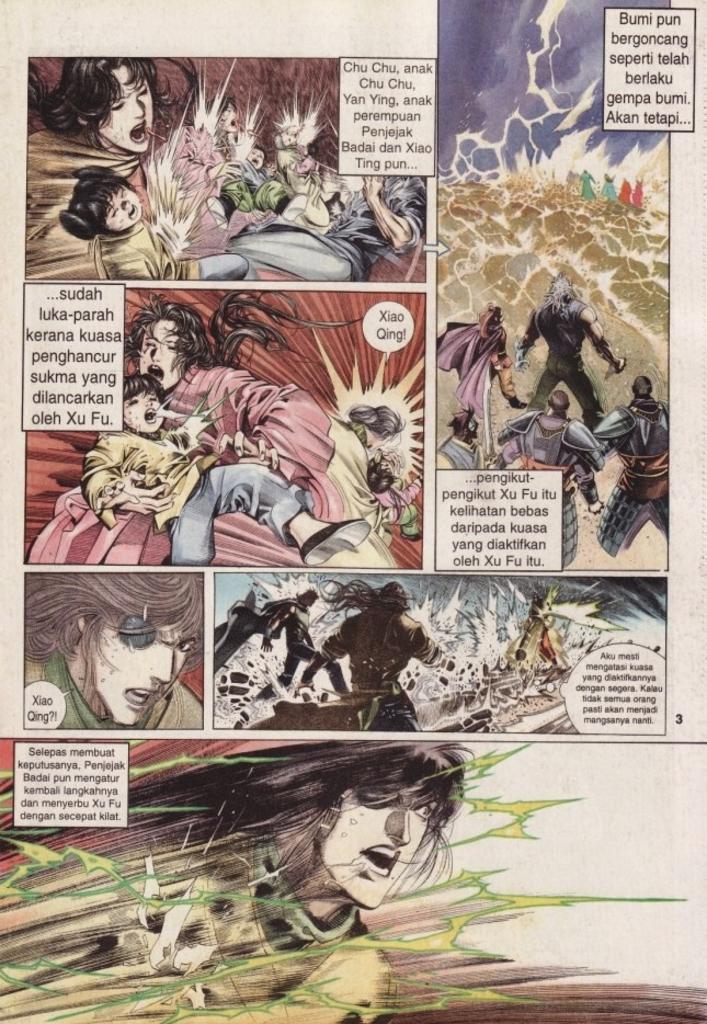 Chu Chu, anak
Chu Chu,
Yan Ying, anak
perempuan
Penjejak
Badai dan Xiao
Ting pun...
...sudah
luka-parah
kerana kuasa
penghancur
sukma yang
dilancarkan
oleh Xu Fu.
Xiao
Qing!
Bumi pun
bergoncang
seperti telah
berlaku
gempa bumi.
Akan tetapi...
...pengikut-
pengikut Xu Fu itu
kelihatan bebas
daripada kuasa
yang diaktifkan
oleh Xu Fu itu.
Xiao
Qing?!
Aku mesti
mengatasi kuasa
yang diaktifkannya
dengan segera. Kalau
tidak semua orang
pasti akan menjadi
mangsanya nanti.
3
Selepas membuat
keputusanya, Penjejak
Badai pun mengatur
kembali langkahnya
dan menyerbu Xu Fu
dengan secepat kilat.